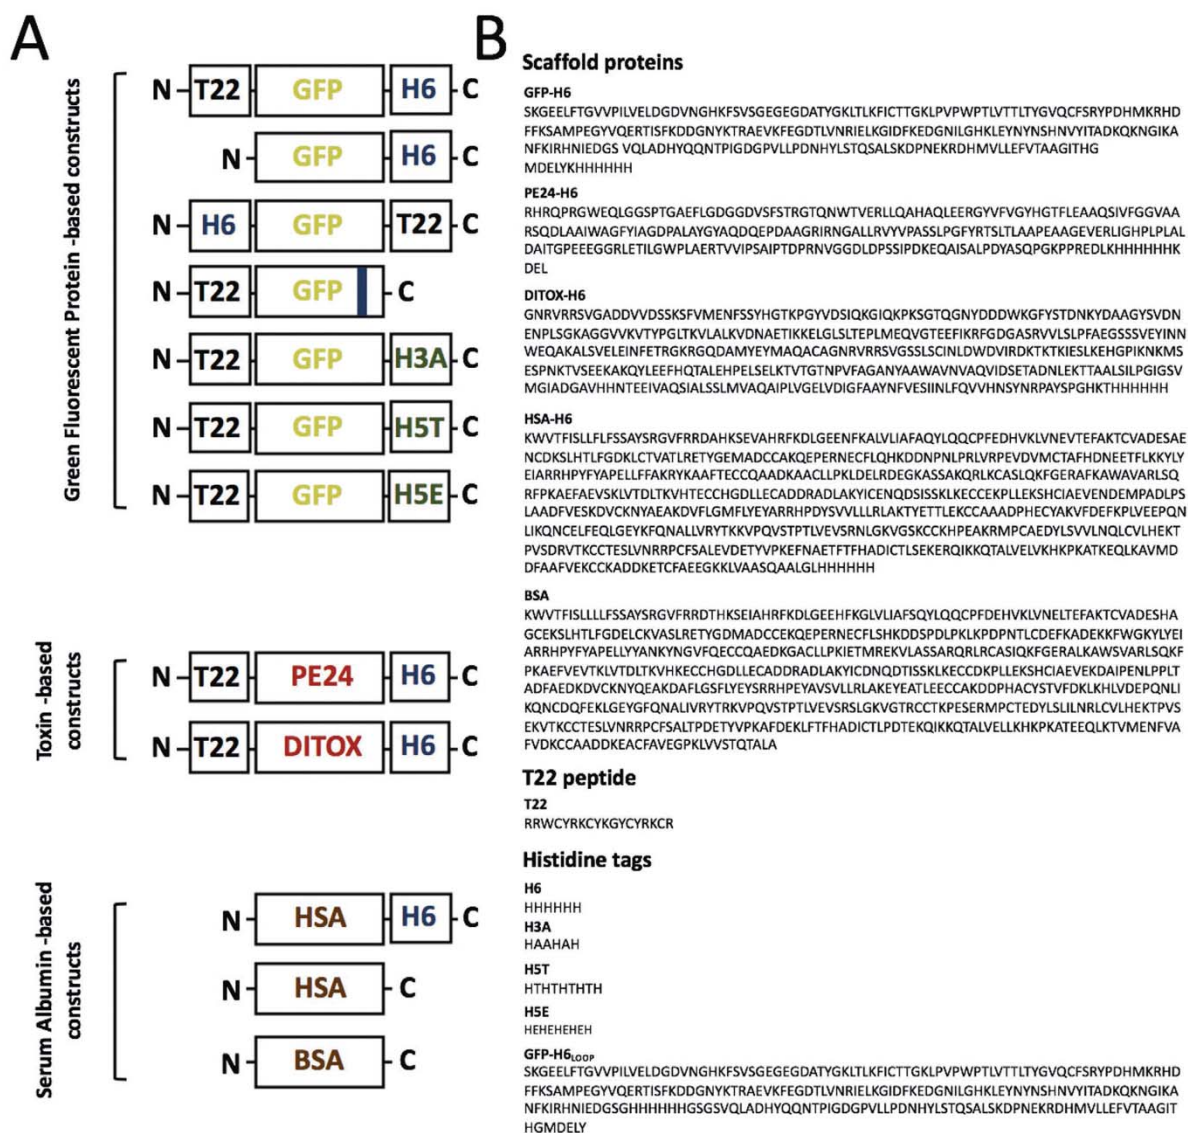 A
B
Green Fluorescent Protein -based constructs
N T22 GFP H6 C
N GFP H6 C
N H6 GFP T22 C
N T22 GFP C
N T22 GFP H3A C
N T22 GFP H5T C
N T22 GFP H5E C
Toxin -based
constructs
N T22 PE24 H6 C
N T22 DITOX H6 C
Serum Albumin -based
constructs
N HSA H6 C
N HSA C
N BSA C
Scaffold proteins
GFP-H6
SKGEELFTGVVPILVELDGDVNGHKFSVSGEGEGDATYGKLTLKFICTTGKLPVPWPTLVTTLTYGVQCFSRYPDHMKRHD
FFKSAMPEGYVQERTISFKDDGNYKTRAEVKFEGDTLVNRIELKGIDFKEDGNILGHKLEYNYNSHNVYITADKQKNGIKA
NFKIRHNIEDGS VQLADHYQQNTPIGDGPVLLPDNHYLSTQSALSKDPNEKRDHMVLLEFVTAAGITHG
MDELYKHHHHHH
PE24-H6
RHRQPRGWEQLGGSPTGAEFLGDGGDVSFSTRGTQNWTVERLLQAHAQLEERGYVFVGYHGTFLEAAQSIVFGGVAA
RSQDLAAIWAGFYIAGDPALAYGYAQDQEPDAAGRIRNGALLRVYVPASSLPGFYRTSLTLAAPEAAGEVERLIGHPLPLAL
DAITGPEEEGGRLETILGWPLAERTVVIPSAIPTDPRNVGGDLDPSSIPDKEQAISALPDYASQPGKPPREDLKHHHHHHK
DEL
DITOX-H6
GNRVRRSVGADDVVDSSKSFVMENFSSYHGTKPGYVDSIQKGIQKPKSGTQGNYDDDWKGFYSTDNKYDAAGYSVDN
ENPLSGKAGGVVKVTYPGLTKVLALKVDNAETIKKELGLSLTEPLMEQVGTEEFIKRFGDGASRVVLSLPFAEGSSSVEYINN
WEQAKALSVELEINFETRGKRGQDAMYEYMAQACAGNRVRRSVGSSLSCINLDWDVIRDKTKTKIESLKEHGPIKNKMS
ESPNKTVSEEKAKQYLEEFHQTALEHPELSELKTVTGTNPVFAGANYAAWAVNVAQVIDSETADNLEKTTAALSILPGIGSV
MGIADGAVHHNTEEIVAQSIALSSLMVAQAIPLVGELVDIGFAAYNFVESIINLFQVVHNSYNRPAYSPGHKTHHHHHH
HSA-H6
KWVTFISLLFLFSSAYSRGVFRRDAHKSEVAHRFKDLGEENFKALVLIAFAQYLQQCPFEDHVKLVNEVTEFAKTCVADESAE
NCDKSLHTLFGDKLCTVATLRETYGEMADCCAKQEPERNECFLQHKDDNPNLPRLVRPEVDVMCTAFHDNEETFLKKYLY
EIARRHPYFYAPELLFFAKRYKAAFTECCQAADKAACLLPKLDELRDEGKASSAKQRLKCASLQKFGERAFKAWAVARLSQ
RFPKAEFAEVSKLVTDLTKVHTECCHGDLLECADDRADLAKYICENQDSISSKLKECCEKPLLEKSHCIAEVENDEMPADLPS
LAADFVESKDVCKNYAEAKDVFLGMFLYEYARRHPDYSVVLLLRLAKTYETTLEKCCAAADPHECYAKVFDEFKPLVEEPQN
LIKQNCELFEQLGEYKFQNALLVRYTKKVPQVSTPTLVEVSRNLGKVGSKCCKHPEAKRMPCAEDYLSVVLNQLCVLHEKT
PVSDRVTKCCTESLVNRRPCFSALEVDETYVPKEFNAETFTFHADICTLSEKERQIKKQTALVELVKHKPKATKEQLKAVMD
DFAAFVEKCCKADDKETCFAEEGKKLVAASQAALGLHHHHHH
BSA
KWVTFISLLLLFSSAYSRGVFRRDTHKSEIAHRFKDLGEEHFKGLVLIAFSQYLQQCPFDEHVKLVNELTEFAKTCVADESHA
GCEKSLHTLFGDELCKVASLRETYGDMADCCEKQEPERNECFLSHKDDSPDLPKLKPDPNTLCDEFKADEKKFWGKYLYEI
ARRHPYFYAPELLYYANKYNGVFQECCQAEDKGACLLPKIETMREKVLASSARQRLRCASIQKFGERALKAWSVARLSQKF
PKAEFVEVTKLVTDLTKVHKECCHGDLLECADDRADLAKYICDNQDTISSKLKECCDKPLLEKSHCIAEVEKDAIPENLPPLT
ADFAEDKDVCKNYQEAKDAFLGSFLYEYSRRHPEYAVSVLLRLAKEYEATLEECCAKDDPHACYSTVFDKLKHLVDEPQNLI
KQNCDQFEKLGEYGFQNALIVRYTRKVPQVSTPTLVEVSRSLGKVGTRCCTKPESERMPCTEDYLSLILNRLCVLHEKTPVS
EKVTKCCTESLVNRRPCFSALTPDETYVPKAFDEKLFTFHADICTLPDTEKQIKKQTALVELLKHKPKATEEQLKTVMENFVA
FVDKCCAADDKEACFAVEGPKLVVSTQTALA
T22 peptide
T22
RRWCYRKCYKGYCYRKCR
Histidine tags
H6
HHHHHH
H3A
HAAHAH
H5T
HTHTHTHTH
H5E
HEHEHEHEH
GFP-H6LOOP
SKGEELFTGVVPILVELDGDVNGHKFSVSGEGEGDATYGKLTLKFICTTGKLPVPWPTLVTTLTYGVQCFSRYPDHMKRHD
FFKSAMPEGYVQERTISFKDDGNYKTRAEVKFEGDTLVNRIELKGIDFKEDGNILGHKLEYNYNSHNVYITADKQKNGIKA
NFKIRHNIEDGSGHHHHHHGSGSVQLADHYQQNTPIGDGPVLLPDNHYLSTQSALSKDPNEKRDHMVLLEFVTAAGIT
HGMDELY